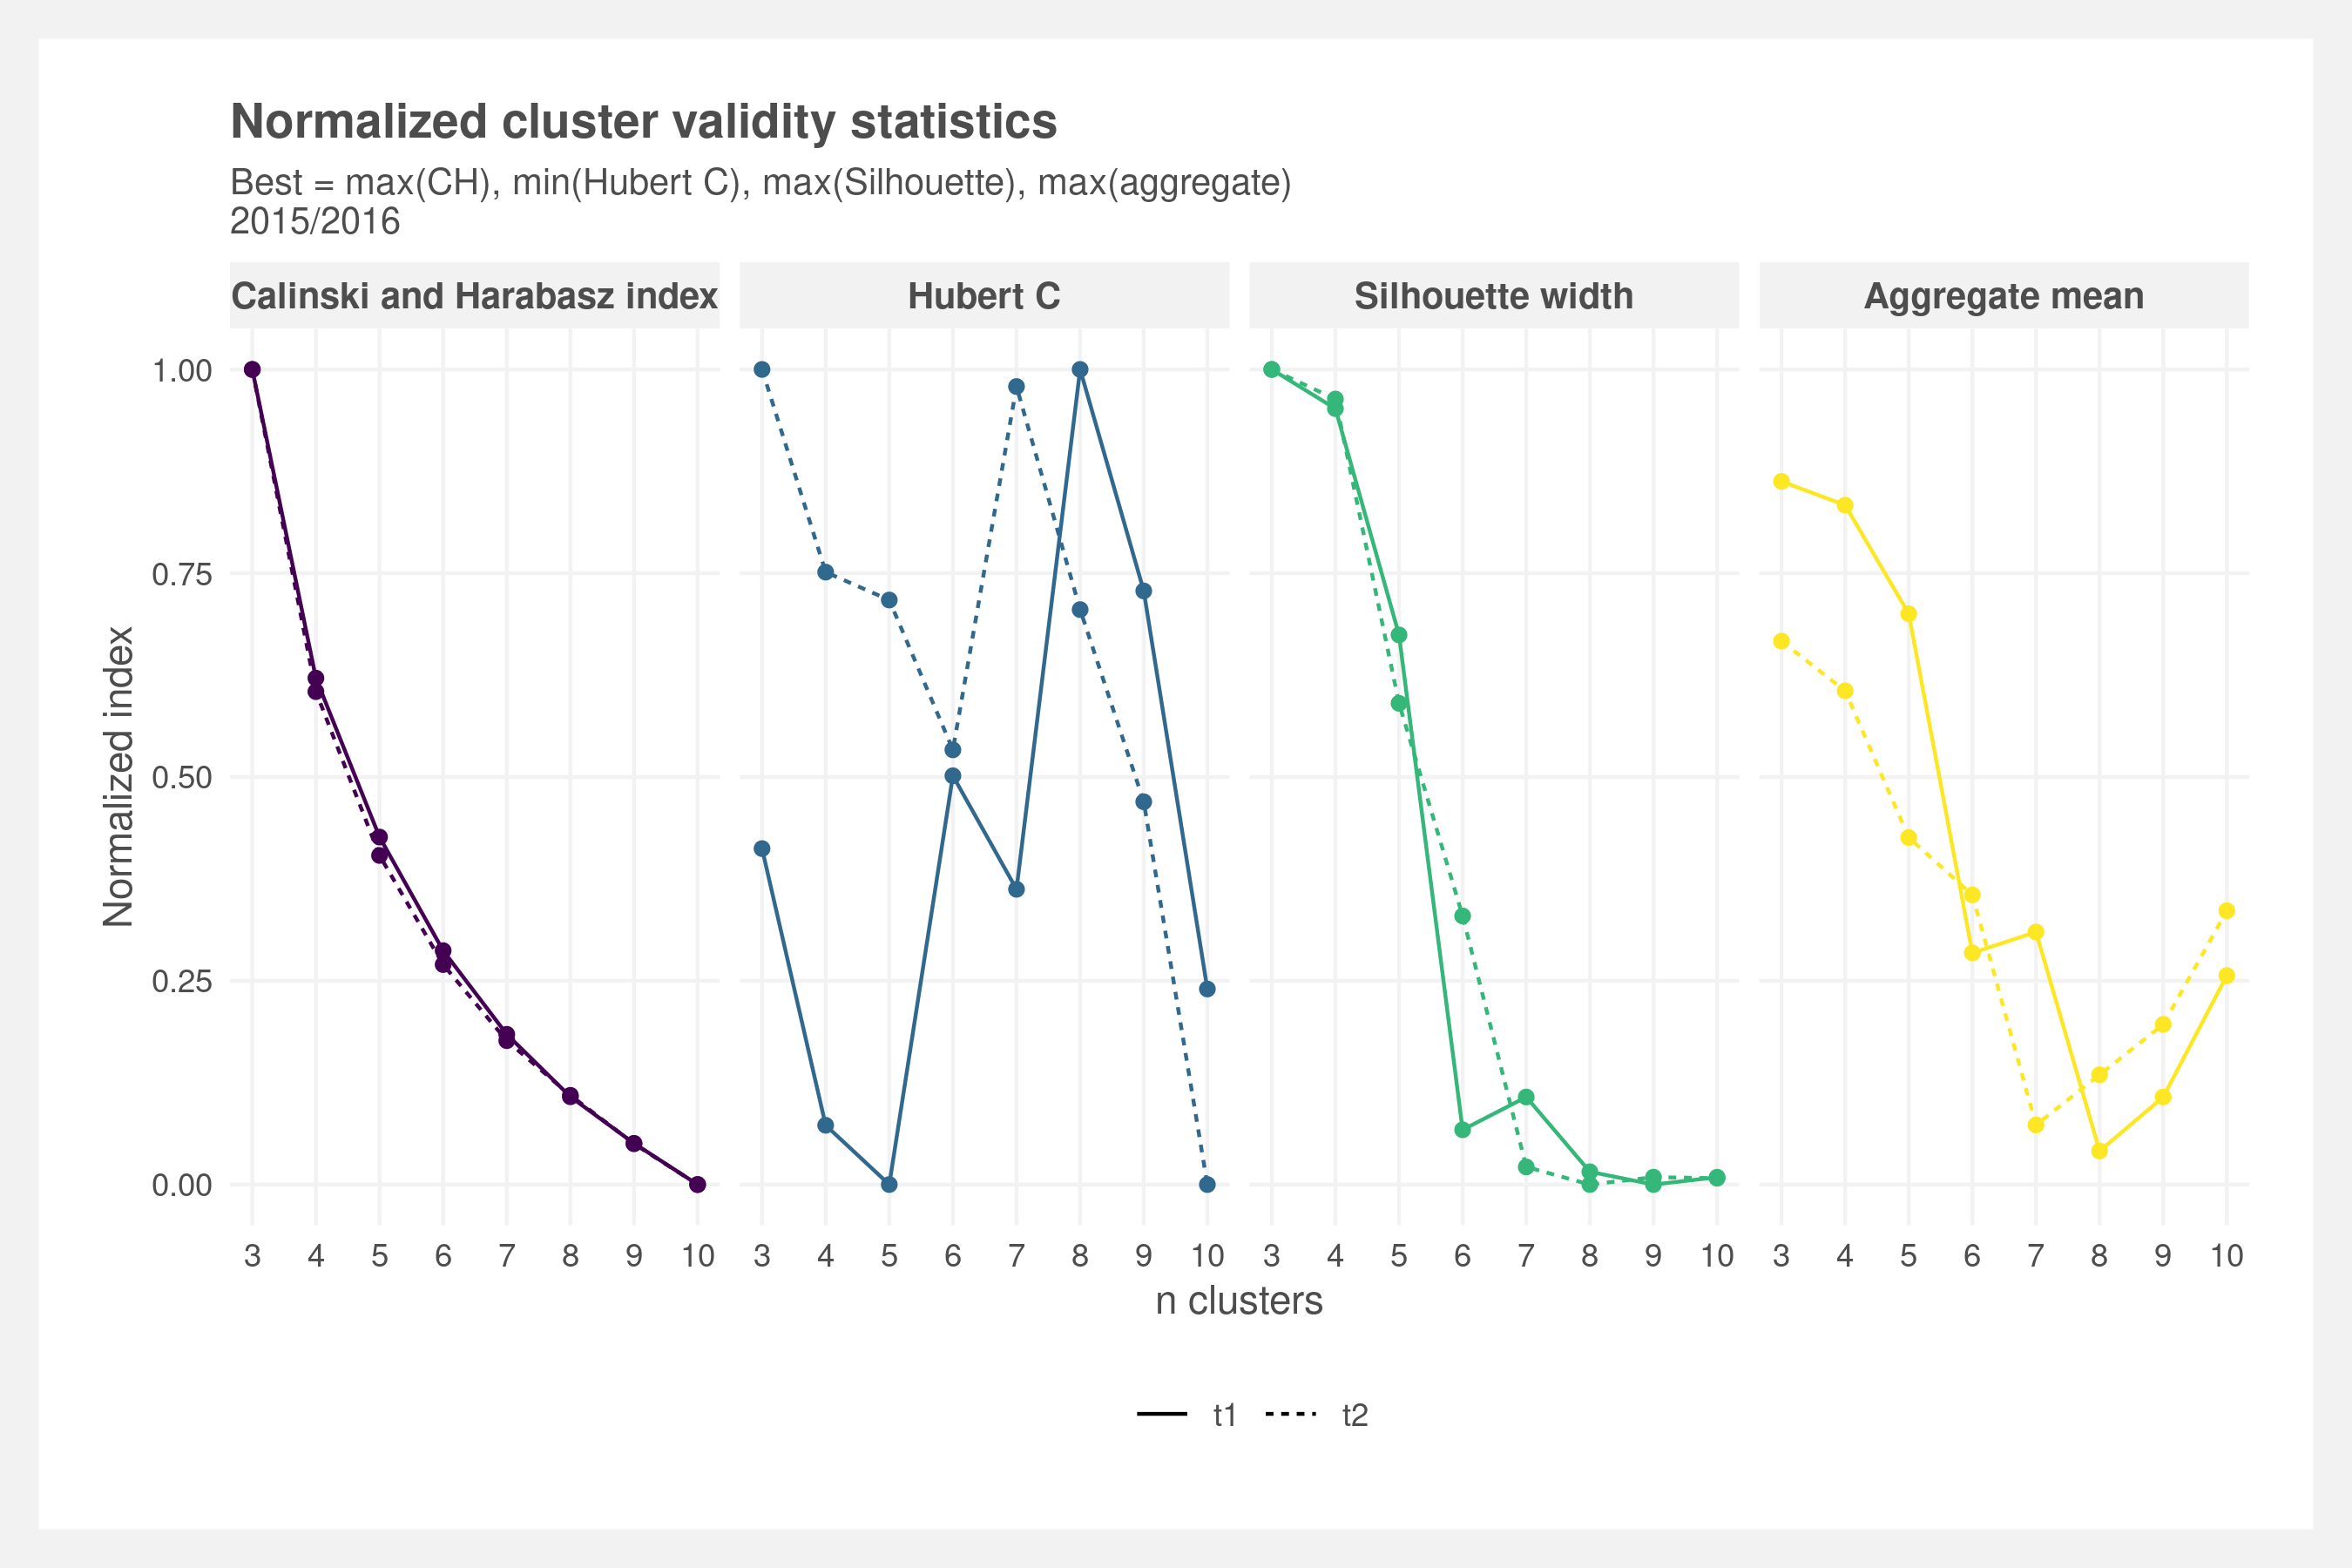 Normalized cluster validity statistics
Best = max(CH), min(Hubert C), max(Silhouette), max(aggregate)
2015/2016
Calinski and Harabasz index
Hubert C
Silhouette width
Aggregate mean
Normalized index
1.00
0.75
0.50
0.25
0.00
3 4 5 6 7 8 9 10
3 4 5 6 7 8 9 10
3 4 5 6 7 8 9 10
3 4 5 6 7 8 9 10
n clusters
t1 t2